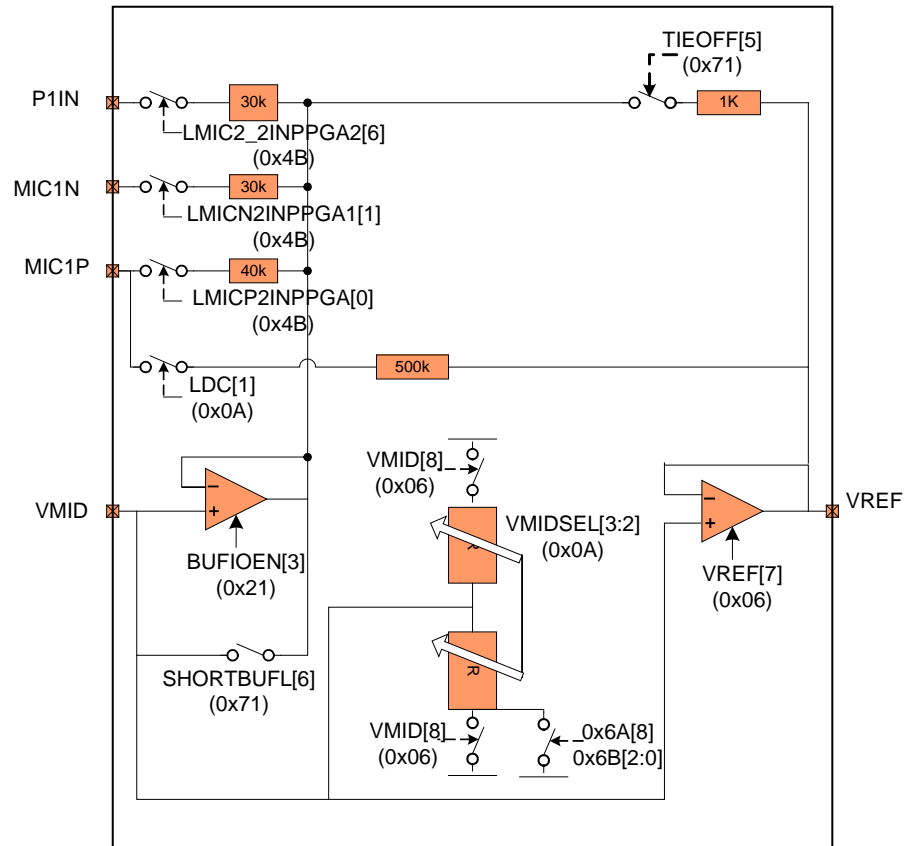 TIEOFF[5]
(0x71)
P1IN
30k
1K
LMIC2_2INPPGA2[6]
(0x4B)
MIC1N
30k
LMICN2INPPGA1[1]
(0x4B)
MIC1P
40k
LMICP2INPPGA[0]
(0x4B)
500k
LDC[1]
(0x0A)
VMID[8]
(0x06)
VMID
VMIDSEL[3:2]
(0x0A)
R
VREF
BUFIOEN[3]
(0x21)
VREF[7]
(0x06)
R
SHORTBUFL[6]
(0x71)
VMID[8]
(0x06)
0x6A[8]
0x6B[2:0]